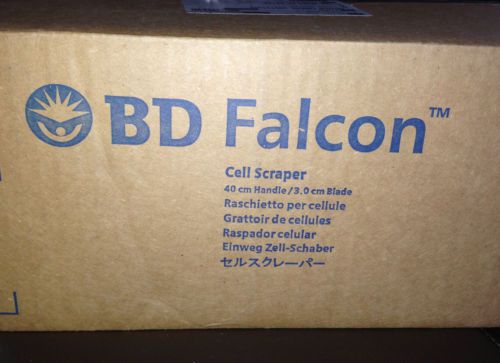 BD Falcon™
Cell Scraper
40 cm Handle/3.0 cm Blade
Raschietto per cellule
Grattoir de cellules
Raspador celular
Einweg Zell-Schaber
セルスクレーパー